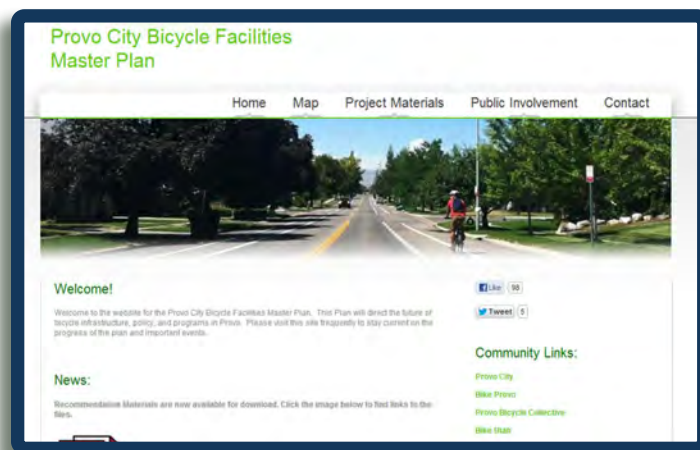 Provo City Bicycle Facilities
Master Plan
Home Map Project Materials Public Involvement Contact
Welcome!
Welcome to the website for the Provo City Bicycle Facilities Master Plan. This Plan will direct the future of
bicycle infrastructure, policy, and programs in Provo. Please visit this site frequently to stay current on the
progress of the plan and important events.
News:
Recommendation Materials are now available for download. Click the image below to find links to the
files.
Like 98
Tweet 5
Community Links:
Provo City
Bike Provo
Provo Bicycle Collective
Bike Utah